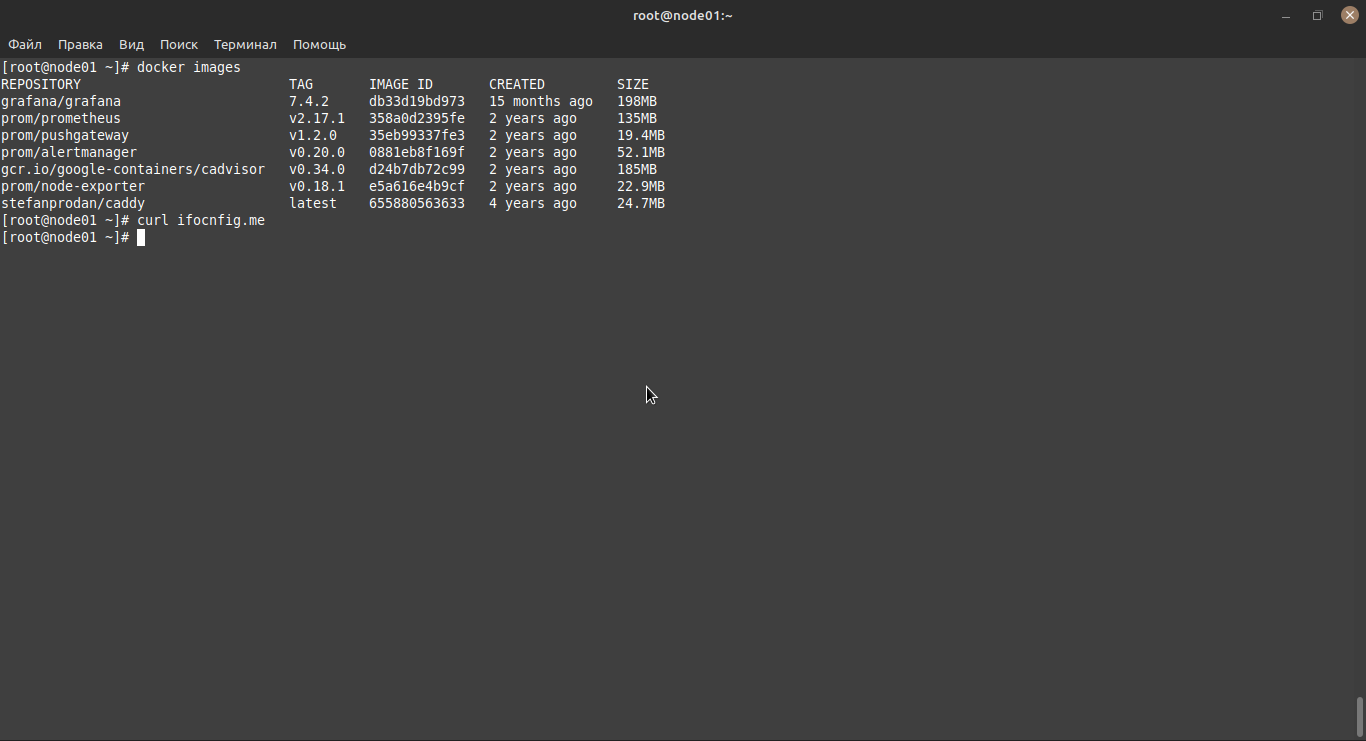 root@node01:~
Файл Правка Вид Поиск Терминал Помощь
[root@node01 ~]# docker images
REPOSITORY TAG IMAGE ID CREATED SIZE
grafana/grafana 7.4.2 db33d19bd973 15 months ago 198MB
prom/prometheus v2.17.1 358a0d2395fe 2 years ago 135MB
prom/pushgateway v1.2.0 35eb99337fe3 2 years ago 19.4MB
prom/alertmanager v0.20.0 0881eb8f169f 2 years ago 52.1MB
gcr.io/google-containers/cadvisor v0.34.0 d24b7db72c99 2 years ago 185MB
prom/node-exporter v0.18.1 e5a616e4b9cf 2 years ago 22.9MB
stefanprodan/caddy latest 655880563633 4 years ago 24.7MB
[root@node01 ~]# curl ifocnfig.me
[root@node01 ~]#